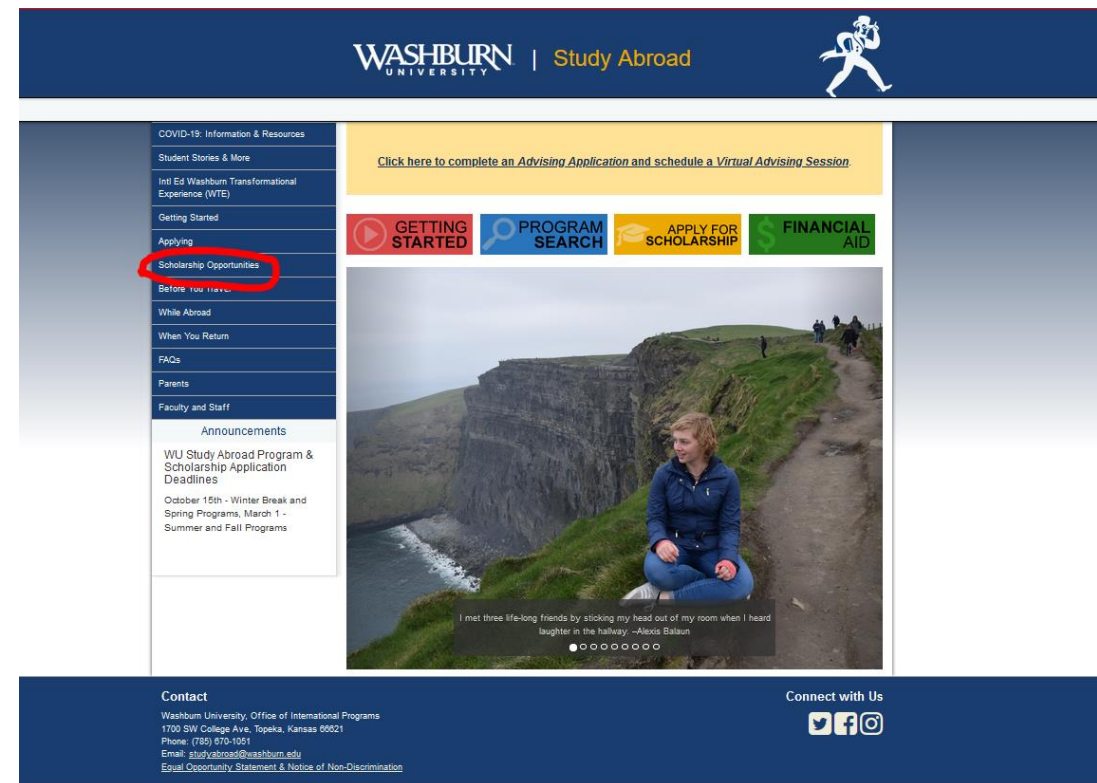 WASHBURN
UNIVERSITY
| Study Abroad
COVID-19: Information & Resources
Student Stories & More
Intl Ed Washburn Transformational
Experience (WTE)
Getting Started
Applying
Scholarship Opportunities
Before You Travel
While Abroad
When You Return
FAQs
Parents
Faculty and Staff
Announcements
WU Study Abroad Program &
Scholarship Application
Deadlines
October 15th - Winter Break and
Spring Programs, March 1 -
Summer and Fall Programs
Click here to complete an Advising Application and schedule a Virtual Advising Session.
GETTING
STARTED
PROGRAM
SEARCH
APPLY FOR
SCHOLARSHIP
$
FINANCIAL
AID
I met three life-long friends by sticking my head out of my room when I heard
laughter in the hallway. ~Alexis Balaun
Contact
Washburn University, Office of International Programs
1700 SW College Ave, Topeka, Kansas 66621
Phone: (785) 670-1051
Email: studyabroad@washburn.edu
Equal Opportunity Statement & Notice of Non-Discrimination
Connect with Us